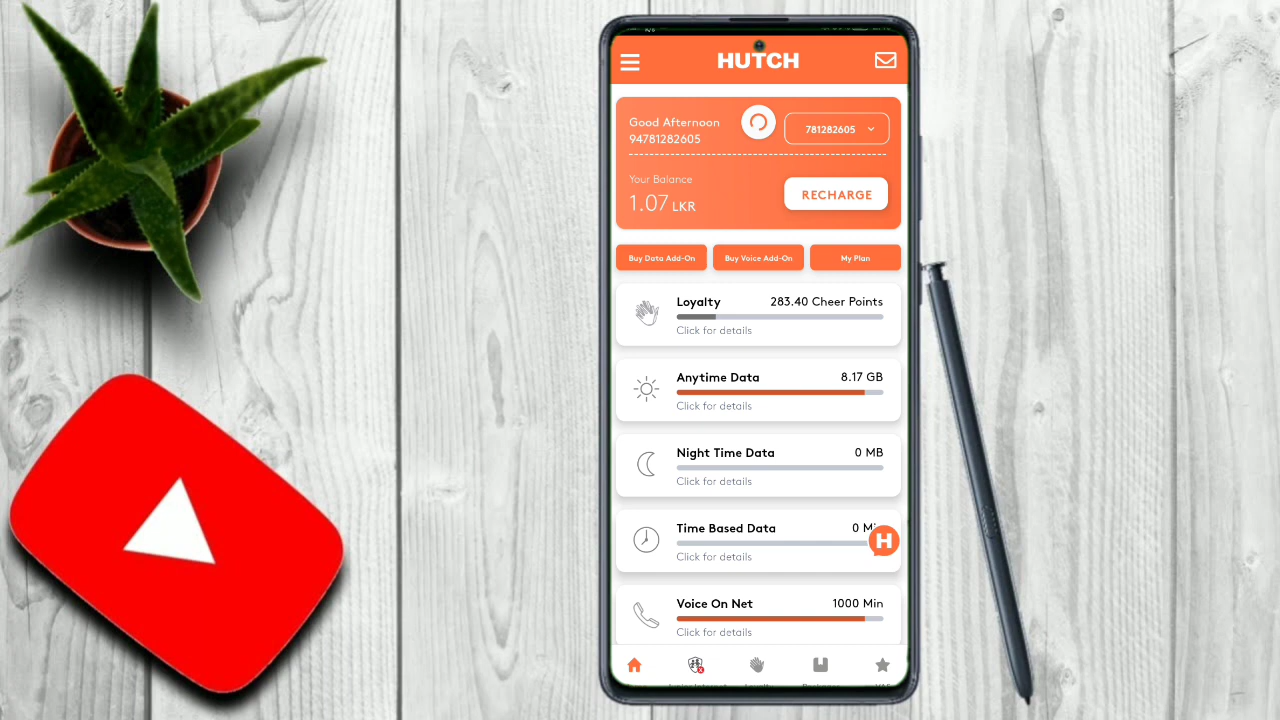 HUTCH
Good Afternoon
94781282605
781282605
Your Balance
1.07 LKR
RECHARGE
Buy Data Add-On
Buy Voice Add-On
My Plan
Loyalty
283.40 Cheer Points
Click for details
Anytime Data
8.17 GB
Click for details
Night Time Data
0 MB
Click for details
Time Based Data
0
H
Click for details
Voice On Net
1000 Min
Click for details